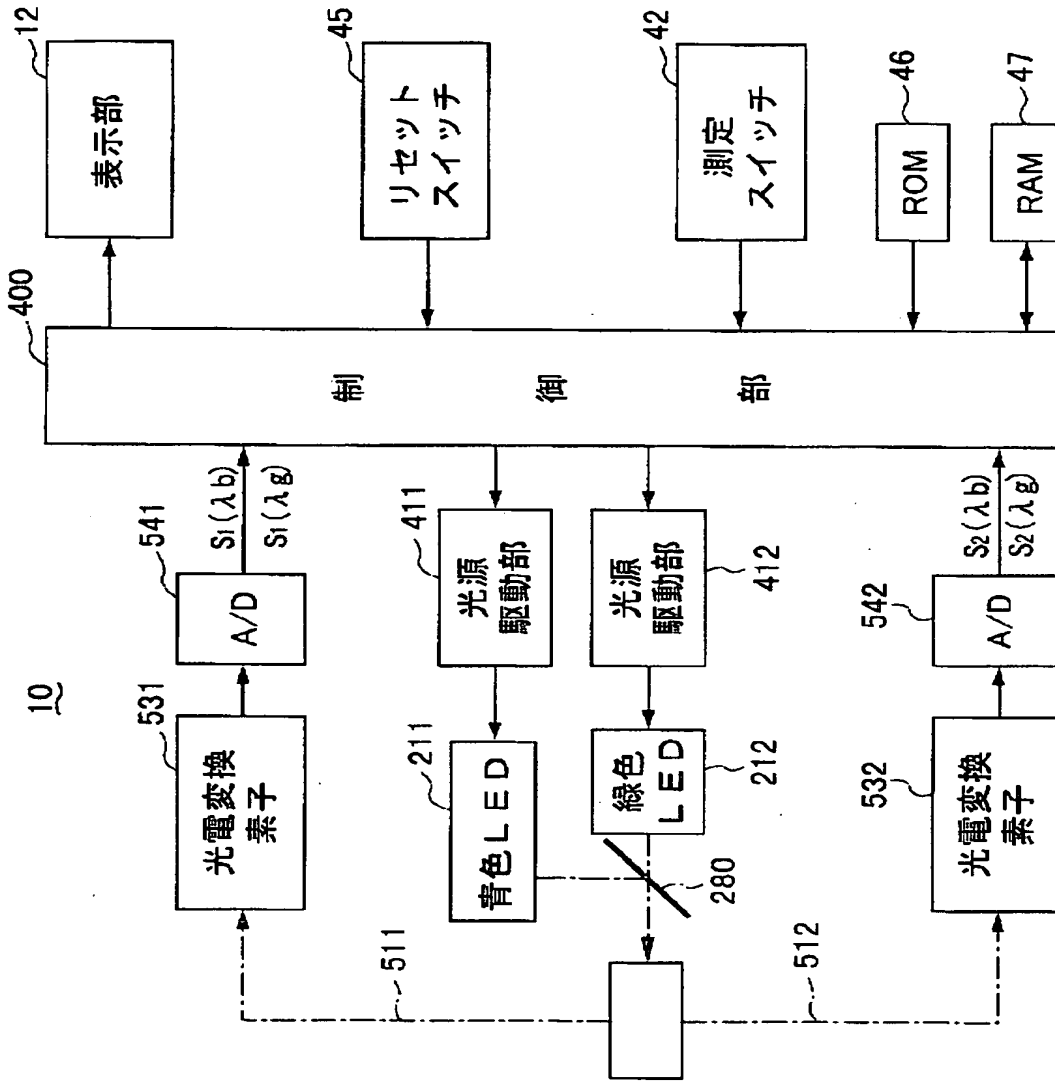 10
12
表示部
45
リセット
スイッチ
42
測定
スイッチ
46
ROM
47
RAM
400
制御部
S1(λb)
S1(λg)
541
A/D
531
光電変換
素子
411
光源
駆動部
211
青色LED
412
光源
駆動部
212
緑色
LED
280
S2(λb)
S2(λg)
542
A/D
532
光電変換
素子
511
512